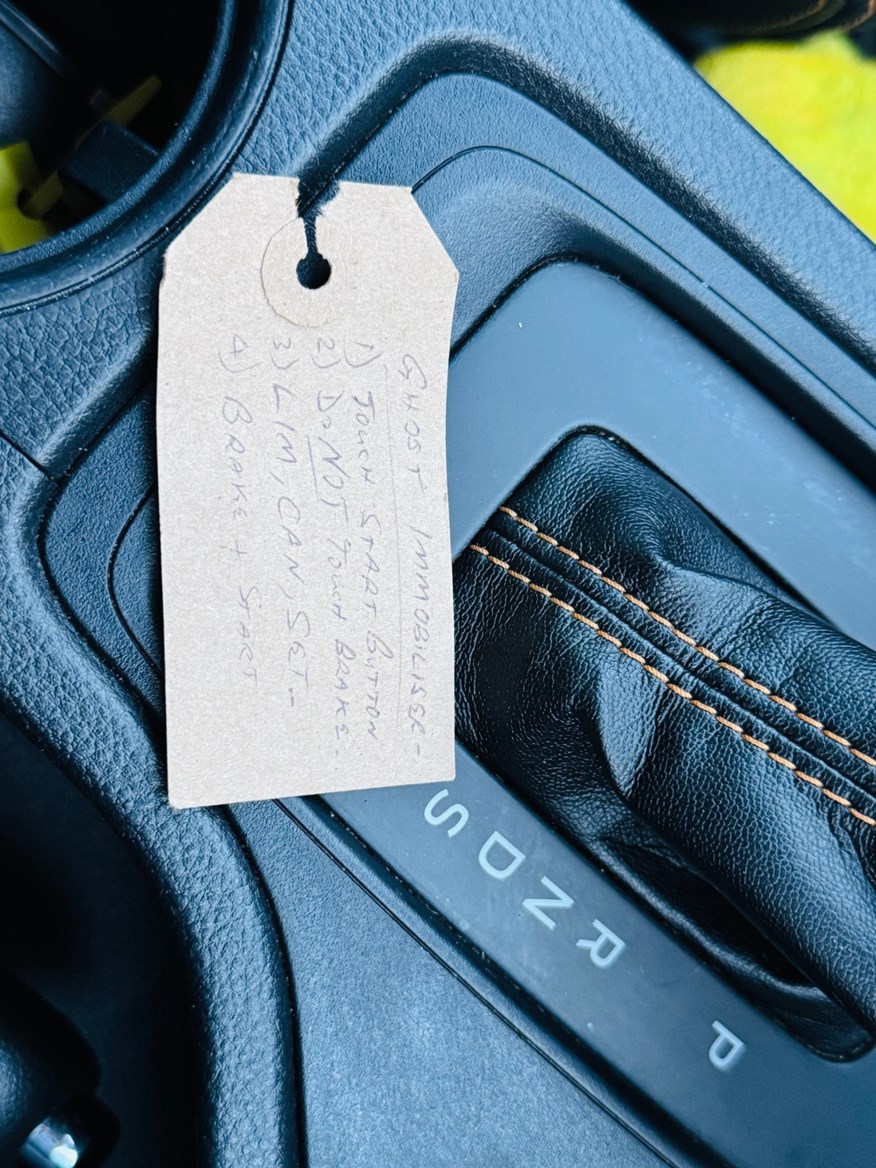 GHOST IMMOBILISER -
1) TOUCH START BUTTON
2) Do NOT TOUCH BRAKE.
3) LIM, CAN, SET -
4) BRAKE + START
S
D
N
R
P